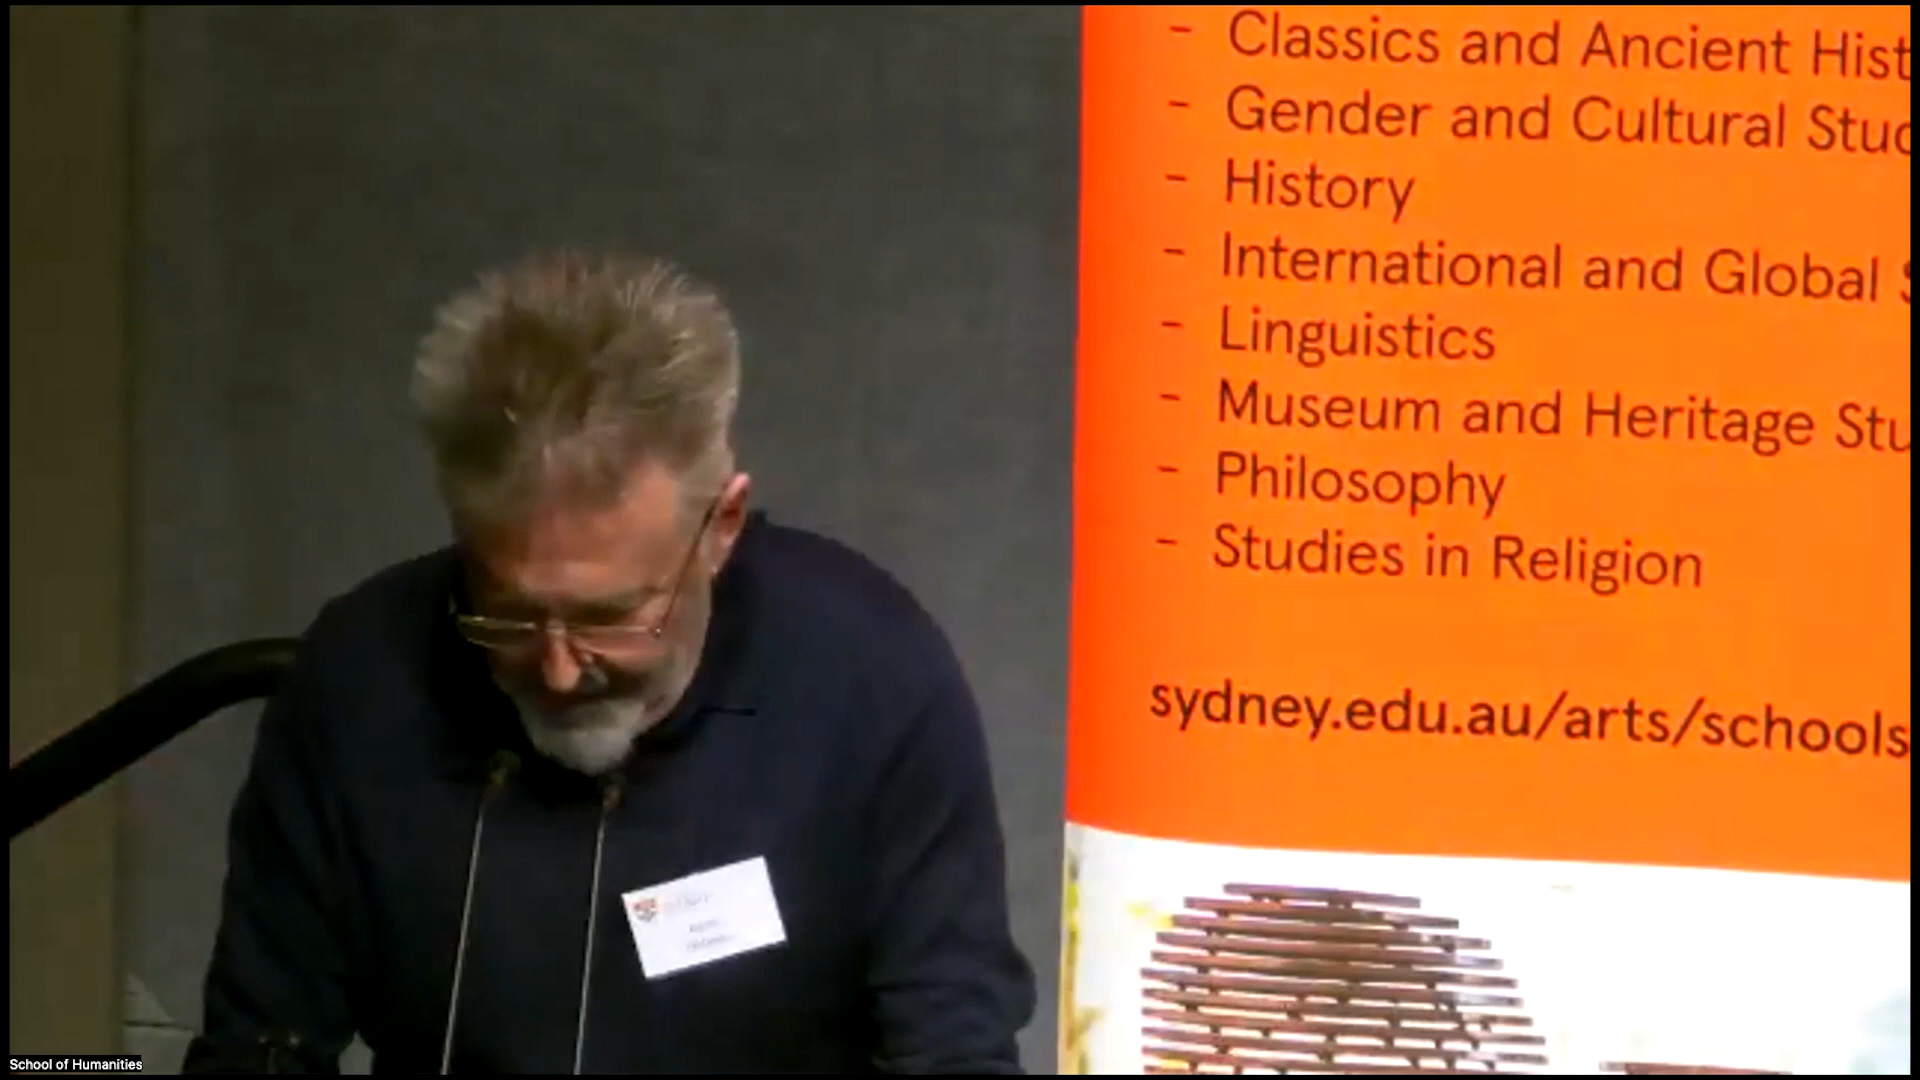 - Classics and Ancient Hist
- Gender and Cultural Stud
- History
- International and Global S
- Linguistics
- Museum and Heritage Stu
- Philosophy
- Studies in Religion
sydney.edu.au/arts/schools
School of Humanities